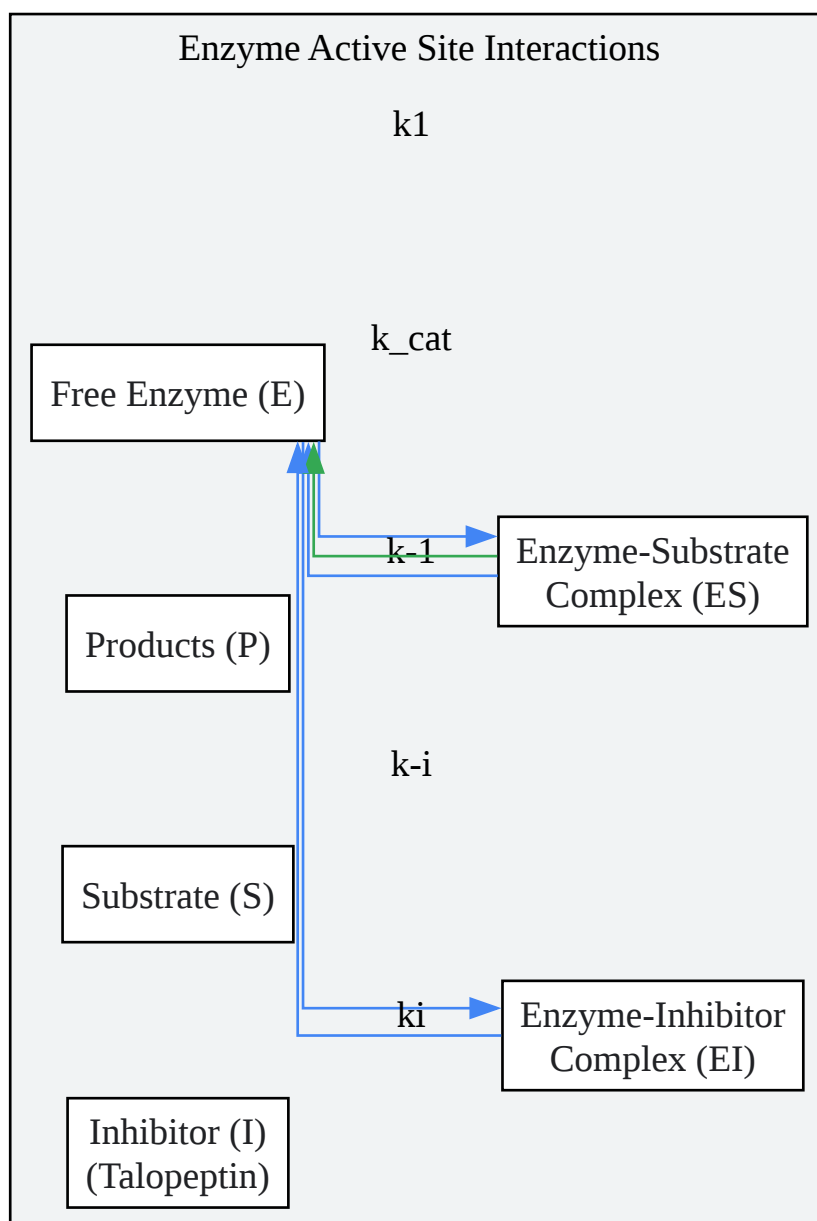 Enzyme Active Site Interactions
k1
k_cat
Free Enzyme (E)
k-1
Enzyme-Substrate
Complex (ES)
Products (P)
k-i
Substrate (S)
ki
Enzyme-Inhibitor
Complex (EI)
Inhibitor (I)
(Talopeptin)